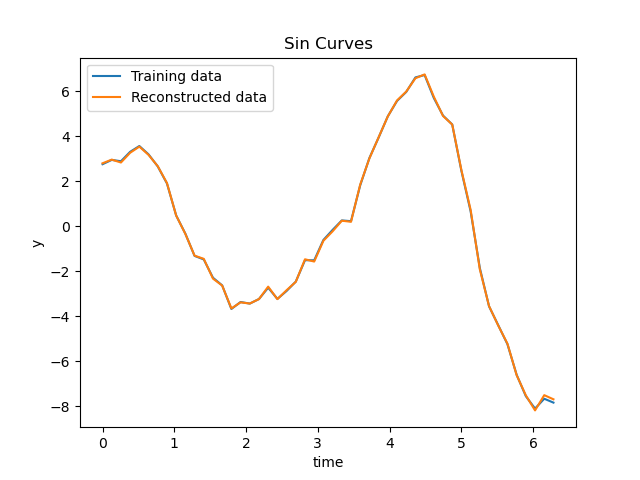 Sin Curves
Training data
Reconstructed data
6
4
2
0
−2
−4
−6
−8
y
0 1 2 3 4 5 6
time